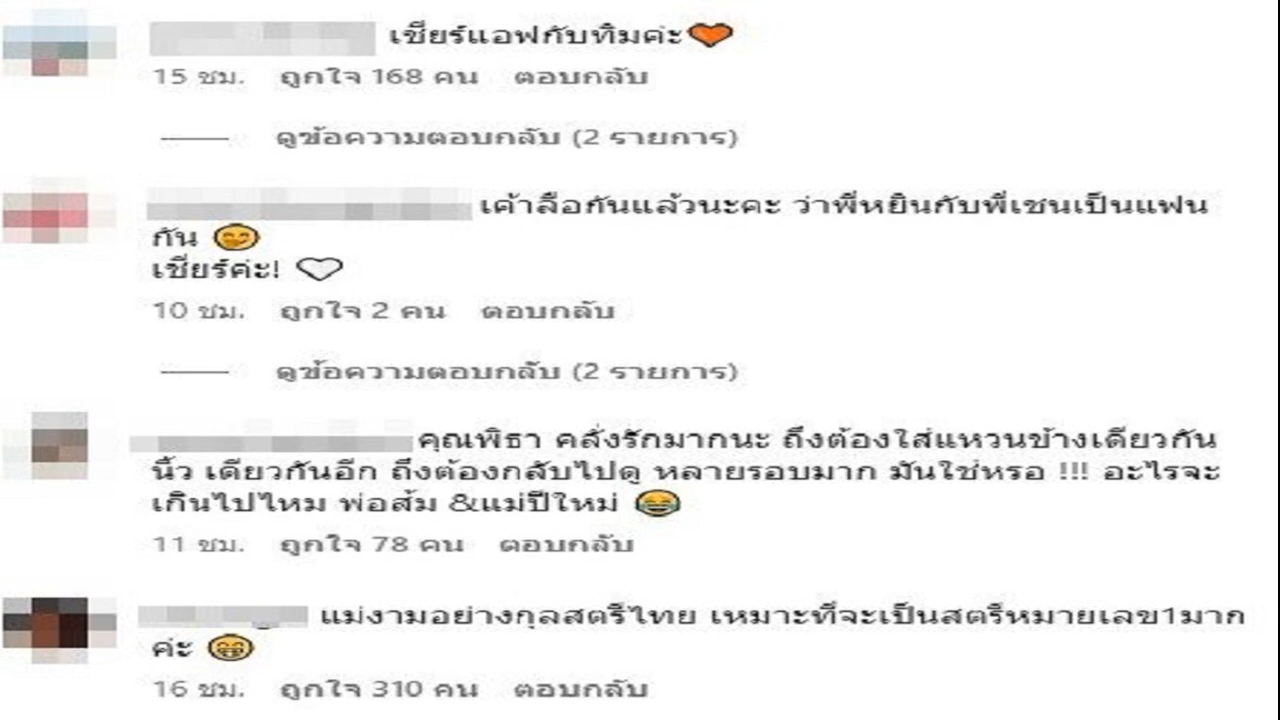 เชียร์แอฟกับทิมค่ะ🧡
15 ชม. ถูกใจ 168 คน ตอบกลับ
ดูข้อความตอบกลับ (2 รายการ)
เค้าลือกันแล้วนะคะ ว่าพี่หยินกับพี่เชนเป็นแฟน
กัน 🤭
เชียร์ค่ะ! 🤍
10 ชม. ถูกใจ 2 คน ตอบกลับ
ดูข้อความตอบกลับ (2 รายการ)
คุณพิธา คลั่งรักมากนะ ถึงต้องใส่แหวนข้างเดียวกัน
นิ้ว เดียวกันอีก ถึงต้องกลับไปดู หลายรอบมาก มันใช่หรอ !!! อะไรจะ
เกินไปไหม พ่อส้ม &แม่ปีใหม่ 😂
11 ชม. ถูกใจ 78 คน ตอบกลับ
แม่งามอย่างกุลสตรีไทย เหมาะที่จะเป็นสตรีหมายเลข1มาก
ค่ะ 😁
16 ชม. ถูกใจ 310 คน ตอบกลับ